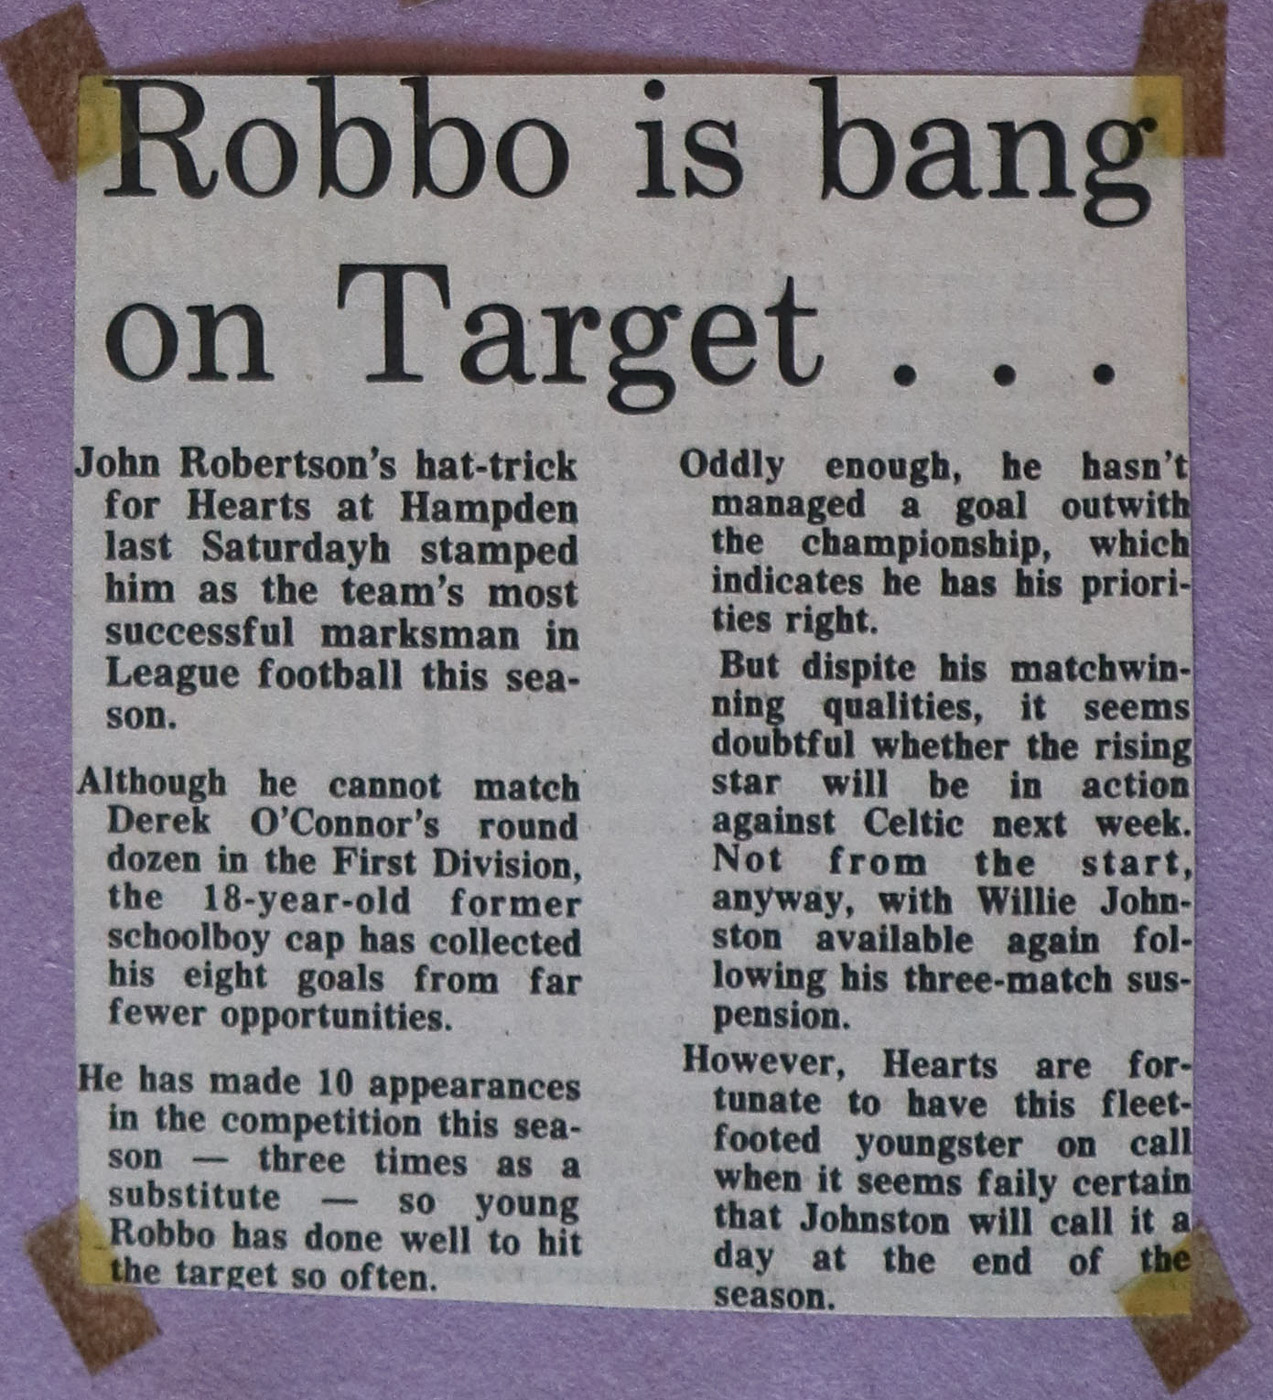 Robbo is bang
on Target . . .
John Robertson's hat-trick
for Hearts at Hampden
last Saturdayh stamped
him as the team's most
successful marksman in
League football this sea-
son.
Although he cannot match
Derek O'Connor's round
dozen in the First Division,
the 18-year-old former
schoolboy cap has collected
his eight goals from far
fewer opportunities.
He has made 10 appearances
in the competition this sea-
son — three times as a
substitute — so young
Robbo has done well to hit
the target so often.
Oddly enough, he hasn't
managed a goal outwith
the championship, which
indicates he has his priori-
ties right.
But dispite his matchwin-
ning qualities, it seems
doubtful whether the rising
star will be in action
against Celtic next week.
Not from the start,
anyway, with Willie John-
ston available again fol-
lowing his three-match sus-
pension.
However, Hearts are for-
tunate to have this fleet-
footed youngster on call
when it seems faily certain
that Johnston will call it a
day at the end of the
season.